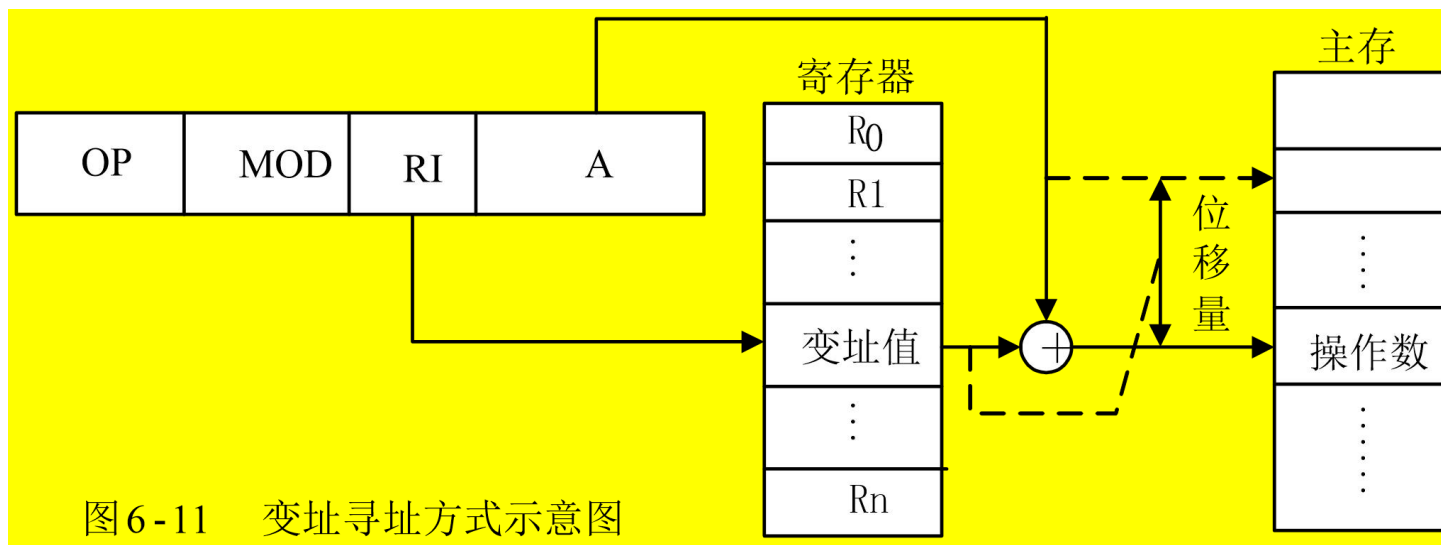 主存
寄存器
OP MOD RI A
R0
R1
⋮
变址值
⋮
Rn
+
位移量
⋮
操作数
⋮
图6-11 变址寻址方式示意图